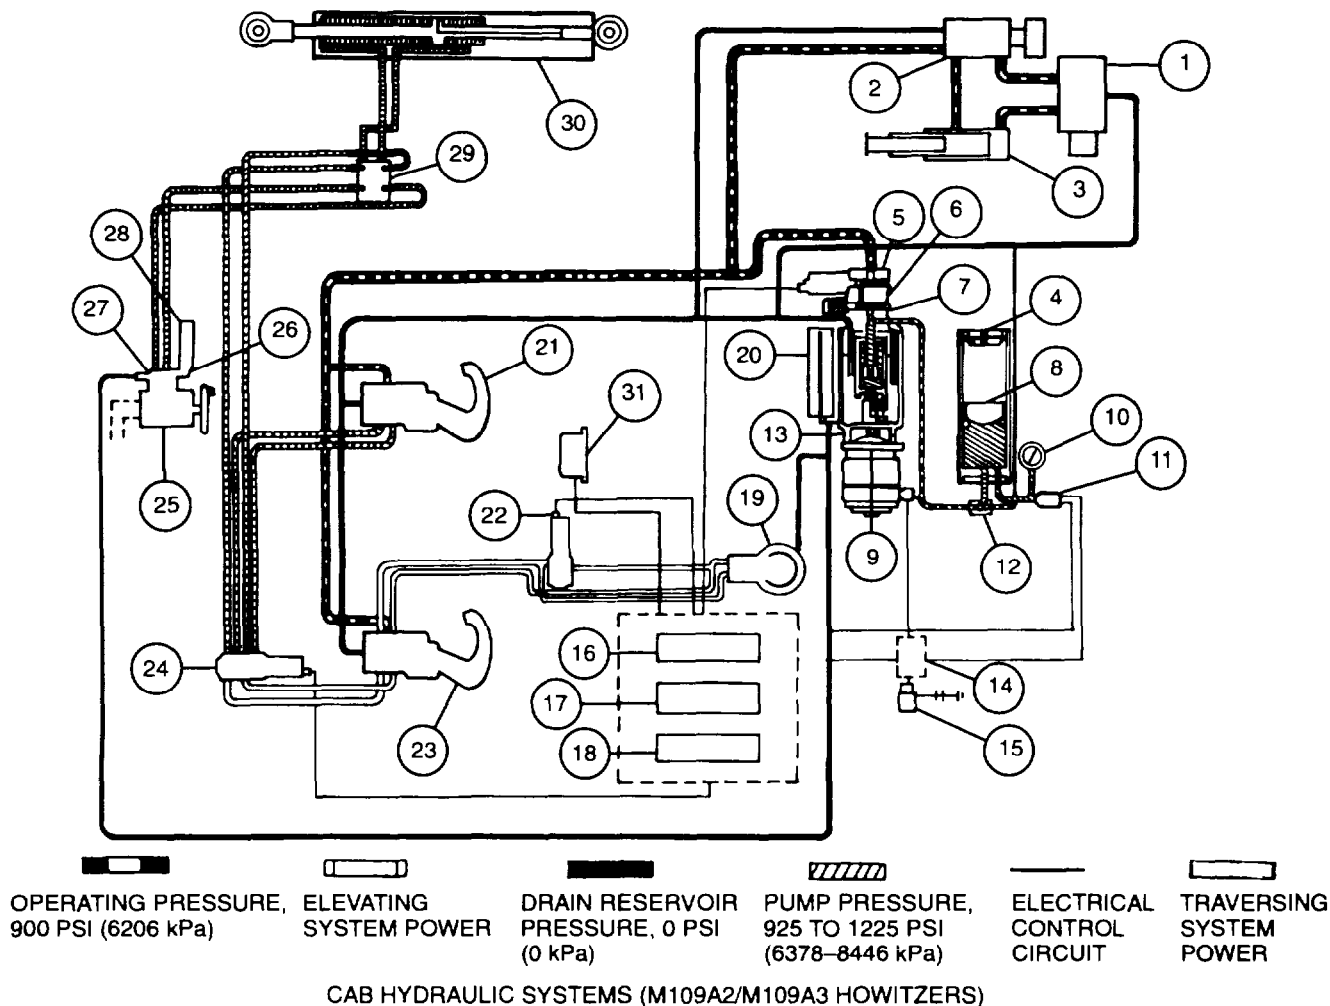 1
2
30
29
3
6
5
28
7
4
27
26
21
20
8
31
10
13
11
25
22
19
9
12
24
16
14
17
23
18
15
OPERATING PRESSURE,
900 PSI (6206 kPa)
ELEVATING
SYSTEM POWER
DRAIN RESERVOIR
PRESSURE, 0 PSI
(0 kPa)
PUMP PRESSURE,
925 TO 1225 PSI
(6378–8446 kPa)
ELECTRICAL
CONTROL
CIRCUIT
TRAVERSING
SYSTEM
POWER
CAB HYDRAULIC SYSTEMS (M109A2/M109A3 HOWITZERS)